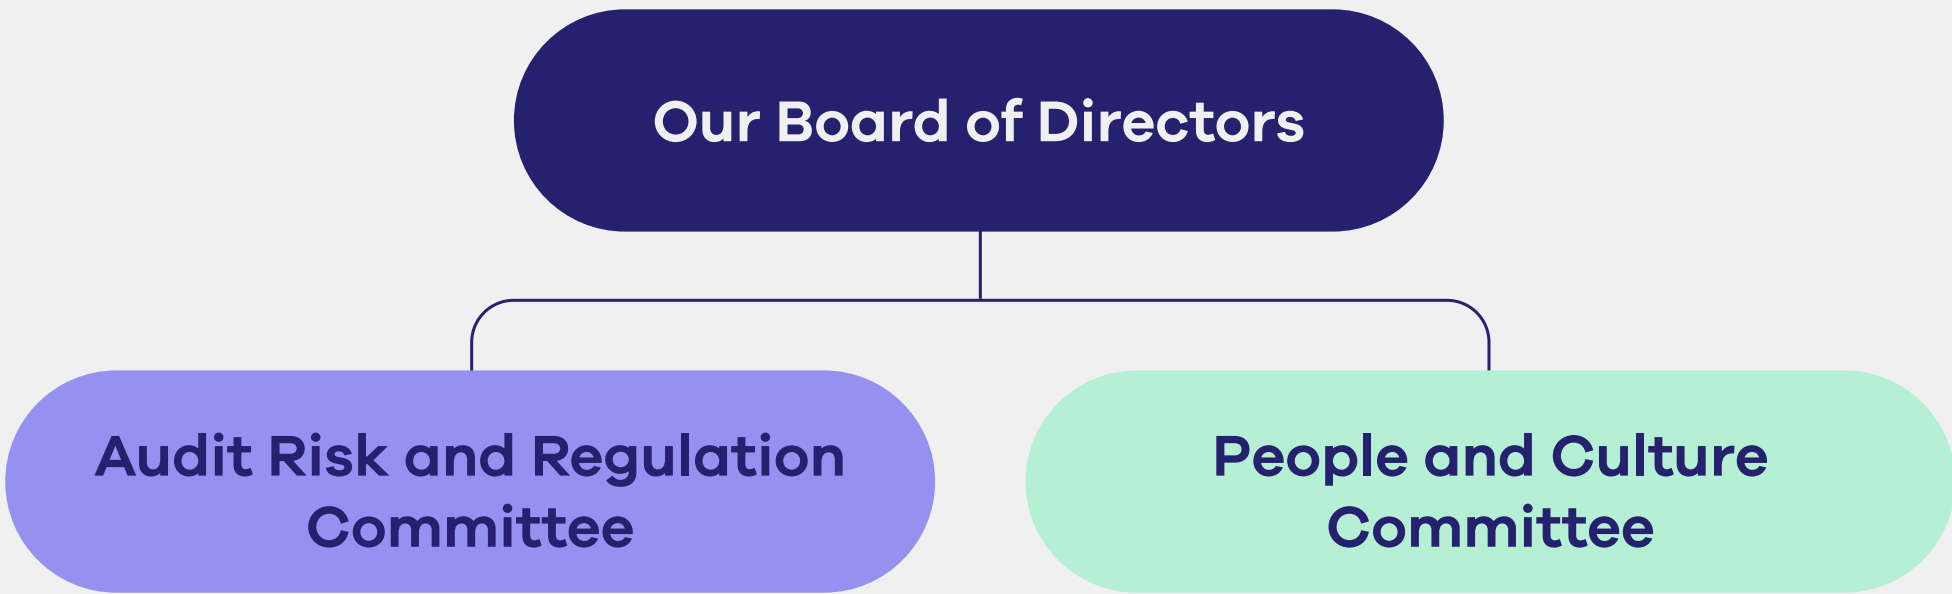 Our Board of Directors
Audit Risk and Regulation
Committee
People and Culture
Committee